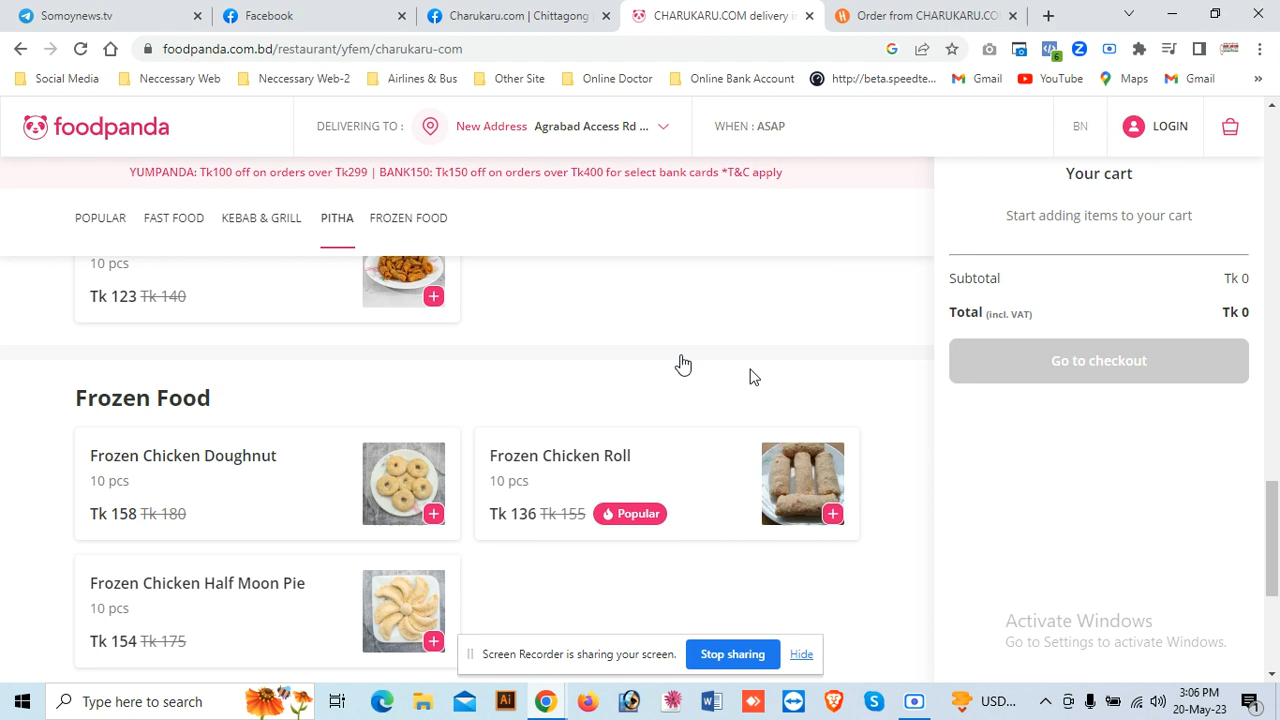 Somoynews.tv
Facebook
Charukaru.com | Chittagong
CHARUKARU.COM delivery i
Order from CHARUKARU.CO
foodpanda.com.bd/restaurant/yfem/charukaru-com
6
Social Media
Neccessary Web
Neccessary Web-2
Airlines & Bus
Other Site
Online Doctor
Online Bank Account
http://beta.speedte...
Gmail
YouTube
Maps
Gmail
foodpanda
DELIVERING TO : New Address Agrabad Access Rd ...
WHEN : ASAP
BN
LOGIN
YUMPANDA: Tk100 off on orders over Tk299 | BANK150: Tk150 off on orders over Tk400 for select bank cards *T&C apply
POPULAR
FAST FOOD
KEBAB & GRILL
PITHA
FROZEN FOOD
10 pcs
Tk 123 Tk 140
Frozen Food
Frozen Chicken Doughnut
10 pcs
Tk 158 Tk 180
Frozen Chicken Roll
10 pcs
Tk 136 Tk 155 Popular
Frozen Chicken Half Moon Pie
10 pcs
Tk 154 Tk 175
Your cart
Start adding items to your cart
Subtotal Tk 0
Total (incl. VAT) Tk 0
Go to checkout
Activate Windows
Go to Settings to activate Windows.
Screen Recorder is sharing your screen.
Stop sharing
Hide
Type here to search
Ai
USD...
3:06 PM
20-May-23
1